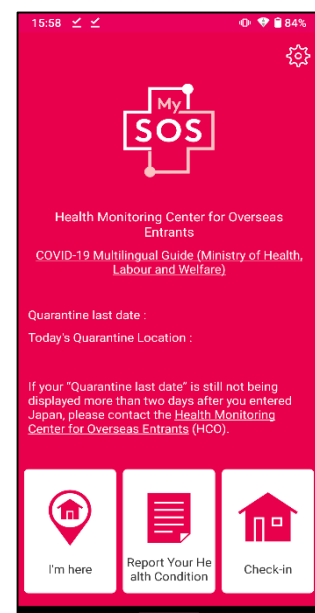 15:58 84%
My
SOS
Health Monitoring Center for Overseas
Entrants
COVID-19 Multilingual Guide (Ministry of Health,
Labour and Welfare)
Quarantine last date :
Today's Quarantine Location :
If your "Quarantine last date" is still not being
displayed more than two days after you entered
Japan, please contact the Health Monitoring
Center for Overseas Entrants (HCO).
I'm here
Report Your He
alth Condition
Check-in